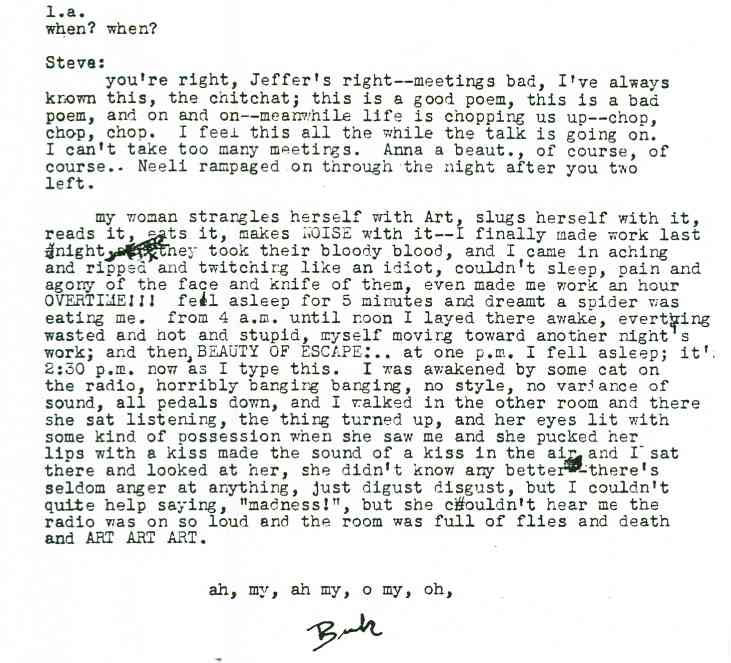 l.a.
when? when?
Steve:
you're right, Jeffer's right--meetings bad, I've always
known this, the chitchat; this is a good poem, this is a bad
poem, and on and on--meanwhile life is chopping us up--chop,
chop, chop. I feel this all the while the talk is going on.
I can't take too many meetings. Anna a beaut., of course, of
course.. Neeli rampaged on through the night after you two
left.
my woman strangles herself with Art, slugs herself with it,
reads it, eats it, makes NOISE with it--I finally made work last
night, they took their bloody blood, and I came in aching
and ripped and twitching like an idiot, couldn't sleep, pain and
agony of the face and knife of them, even made me work an hour
OVERTIME!!! fell asleep for 5 minutes and dreamt a spider was
eating me. from 4 a.m. until noon I layed there awake, everthing
wasted and hot and stupid, myself moving toward another night's
work; and then, BEAUTY OF ESCAPE:.. at one p.m. I fell asleep; it'.
2:30 p.m. now as I type this. I was awakened by some cat on
the radio, horribly banging banging, no style, no variance of
sound, all pedals down, and I walked in the other room and there
she sat listening, the thing turned up, and her eyes lit with
some kind of possession when she saw me and she pucked her
lips with a kiss made the sound of a kiss in the air and I sat
there and looked at her, she didn't know any better--there's
seldom anger at anything, just digust disgust, but I couldn't
quite help saying, "madness!", but she couldn't hear me the
radio was on so loud and the room was full of flies and death
and ART ART ART.
ah, my, ah my, o my, oh,
Buk